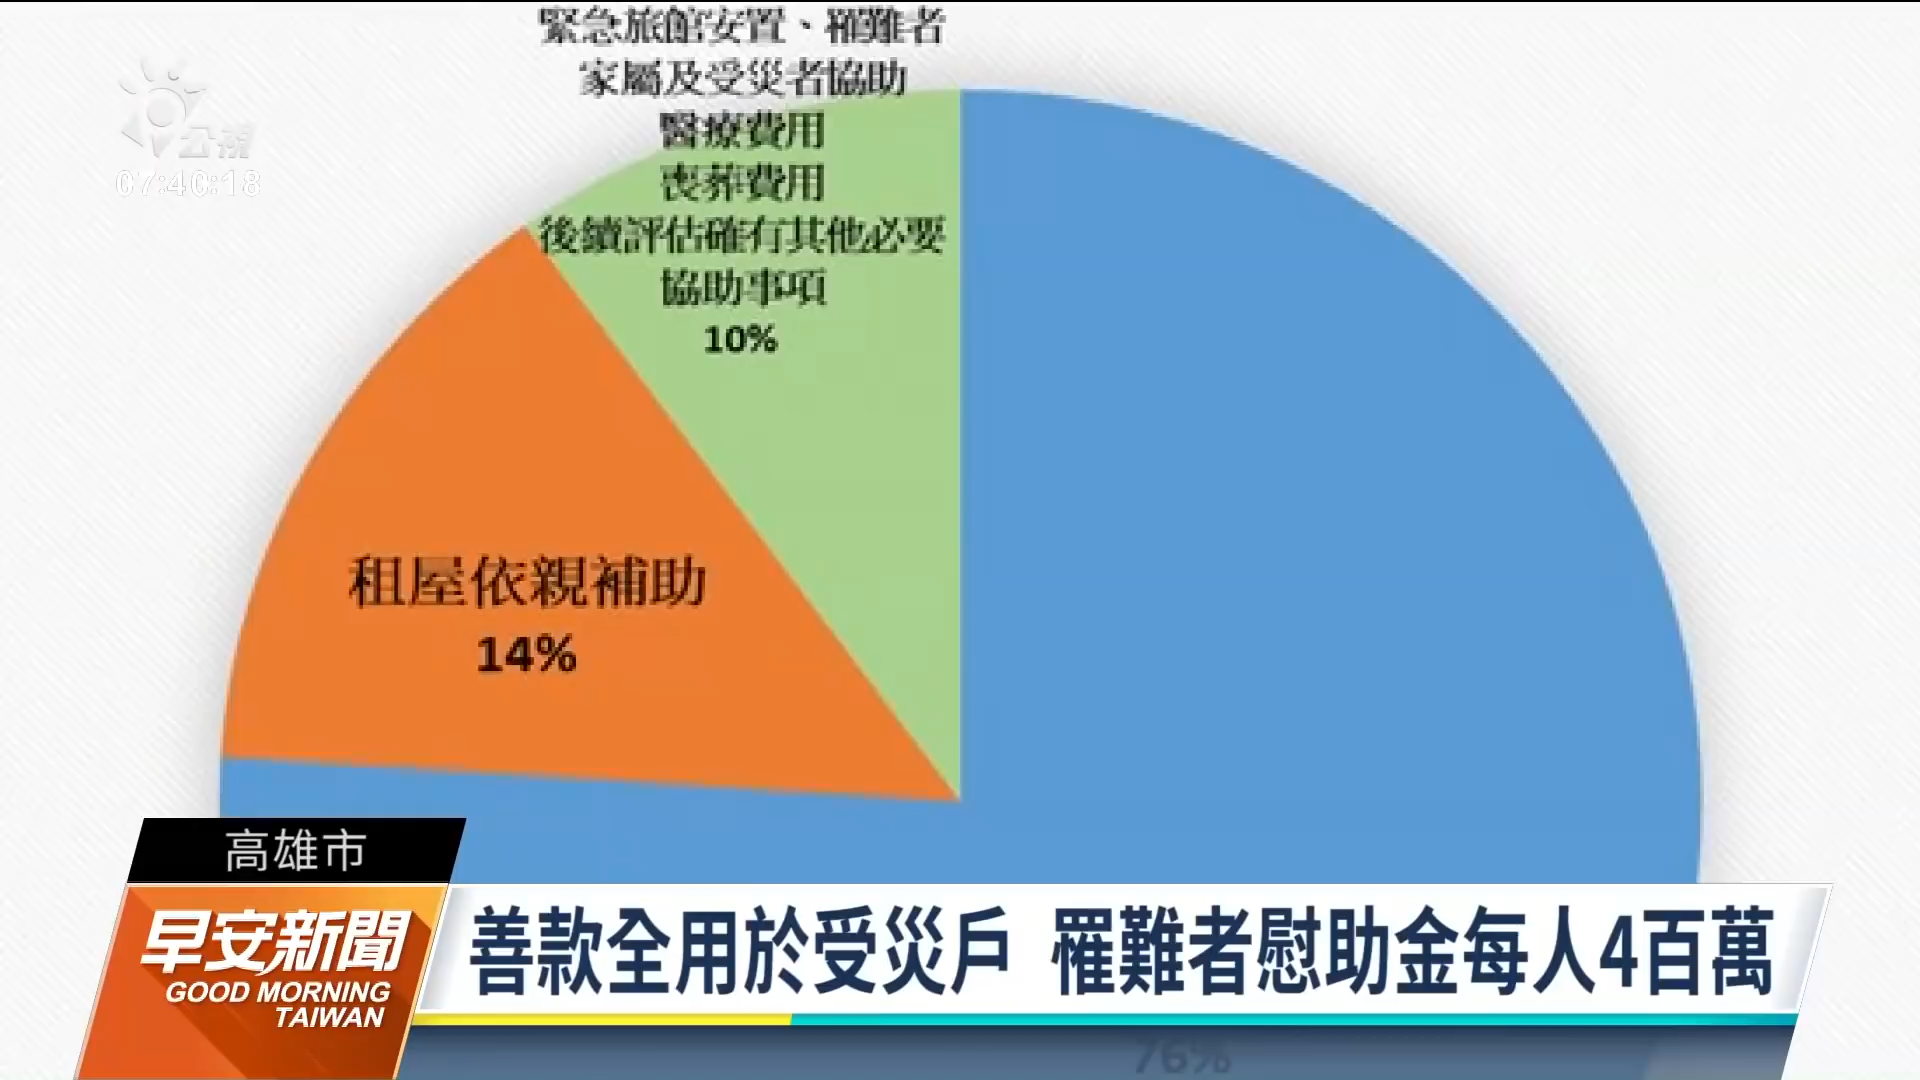 緊急旅館安置、罹難者
家屬及受災者協助
醫療費用
喪葬費用
後續評估確有其他必要
協助事項
10%
公視
07:40:18
租屋依親補助
14%
高雄市
早安新聞
GOOD MORNING
TAIWAN
善款全用於受災戶 罹難者慰助金每人4百萬
76%